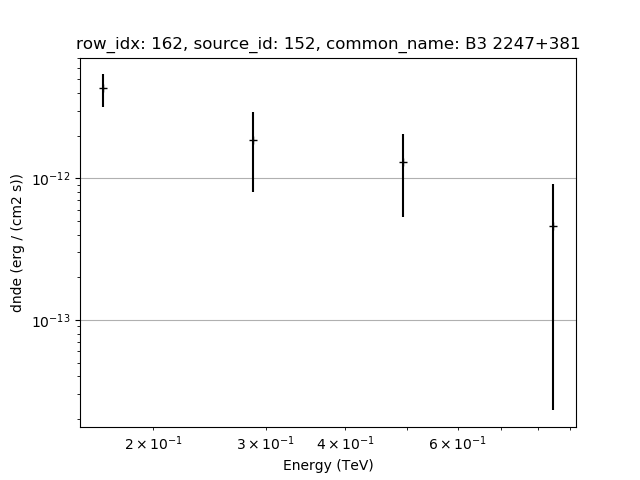 row_idx: 162, source_id: 152, common_name: B3 2247+381
dnde (erg / (cm2 s))
10⁻¹²
10⁻¹³
2 × 10⁻¹ 3 × 10⁻¹ 4 × 10⁻¹ 6 × 10⁻¹
Energy (TeV)